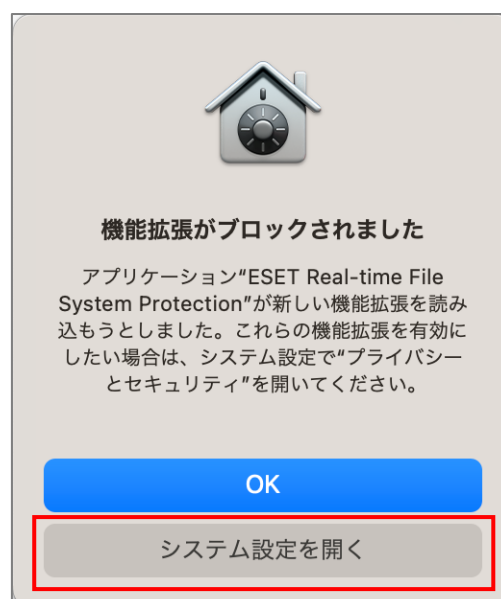 機能拡張がブロックされました
アプリケーション“ESET Real-time File
System Protection”が新しい機能拡張を読み
込もうとしました。これらの機能拡張を有効に
したい場合は、システム設定で“プライバシー
とセキュリティ”を開いてください。
OK
システム設定を開く